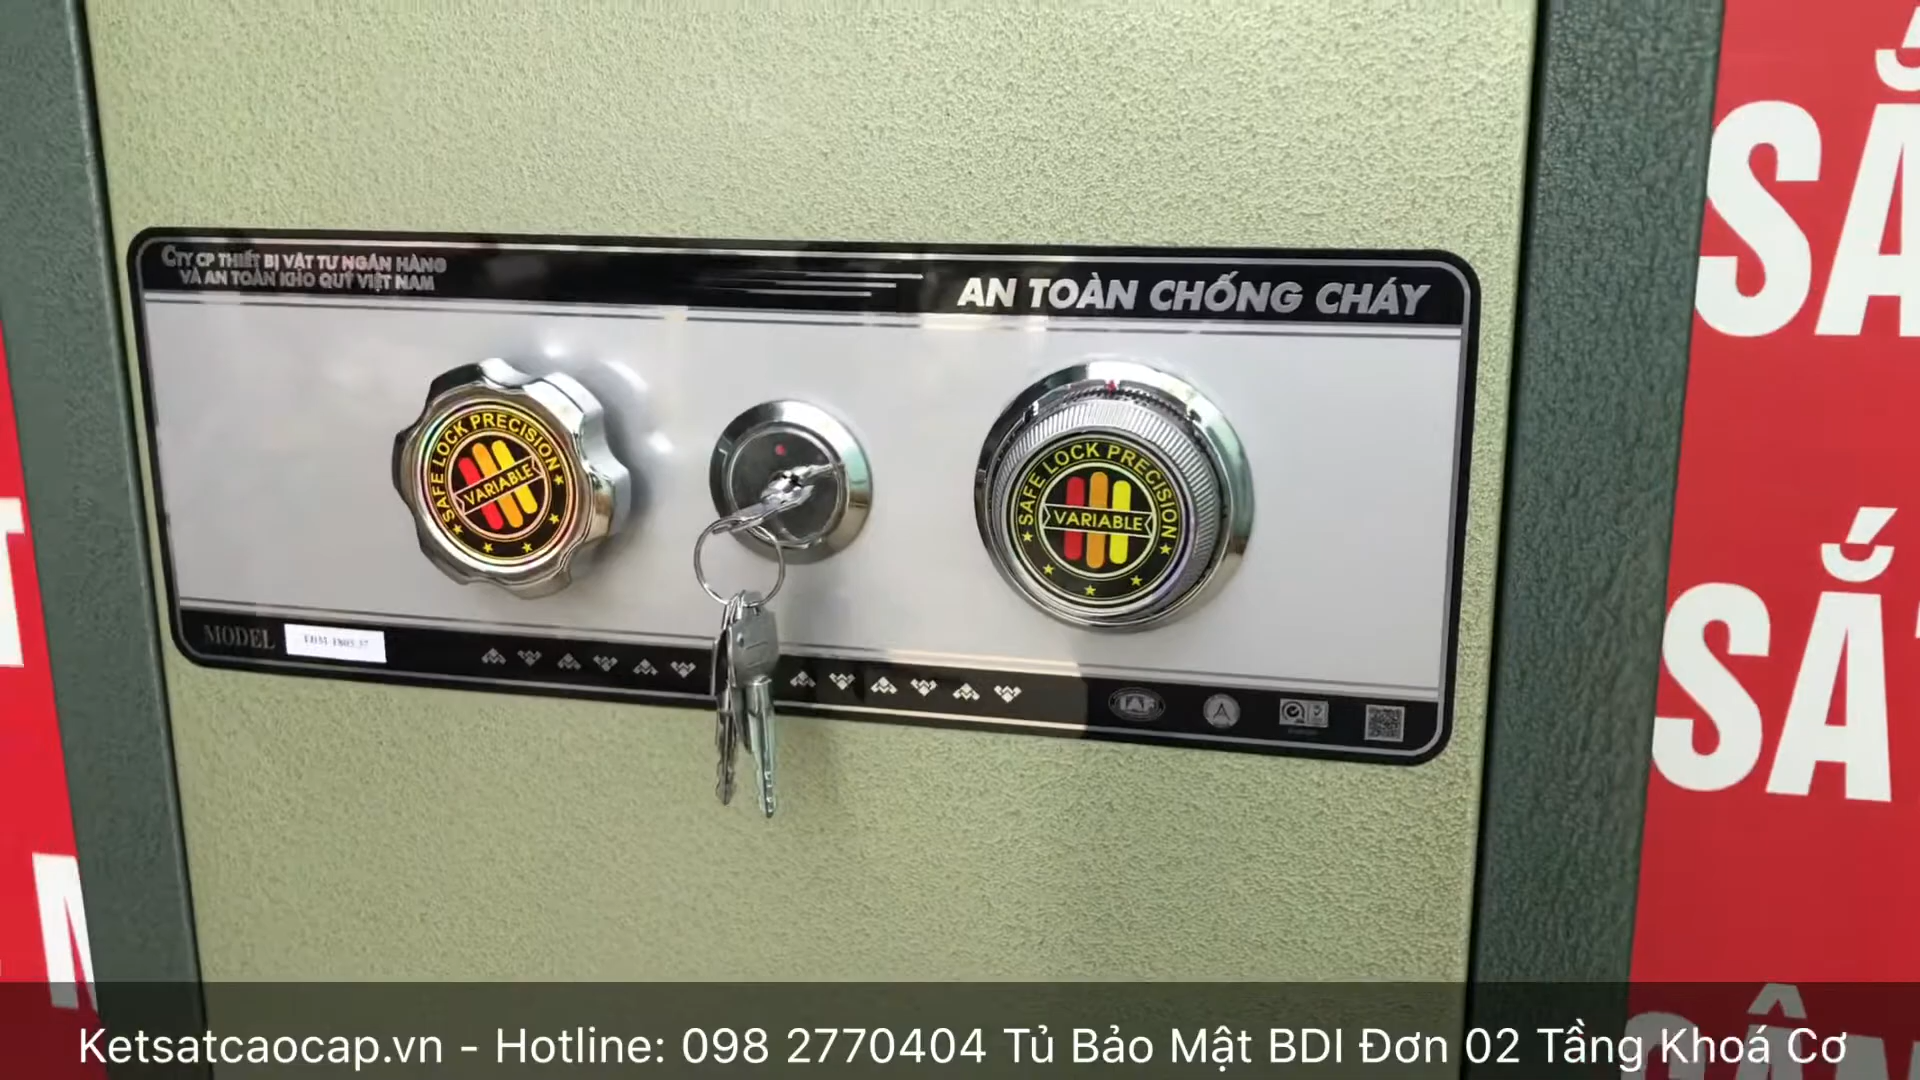 CTY CP THIẾT BỊ VẬT TƯ NGÂN HÀNG
VÀ AN TOÀN KHO QUỸ VIỆT NAM
AN TOÀN CHỐNG CHÁY
SAFE LOCK PRECISION
VARIABLE
SAFE LOCK PRECISION
VARIABLE
MODEL
SẮ
SẮ
Ketsatcaocap.vn - Hotline: 098 2770404 Tủ Bảo Mật BDI Đơn 02 Tầng Khoá Cơ